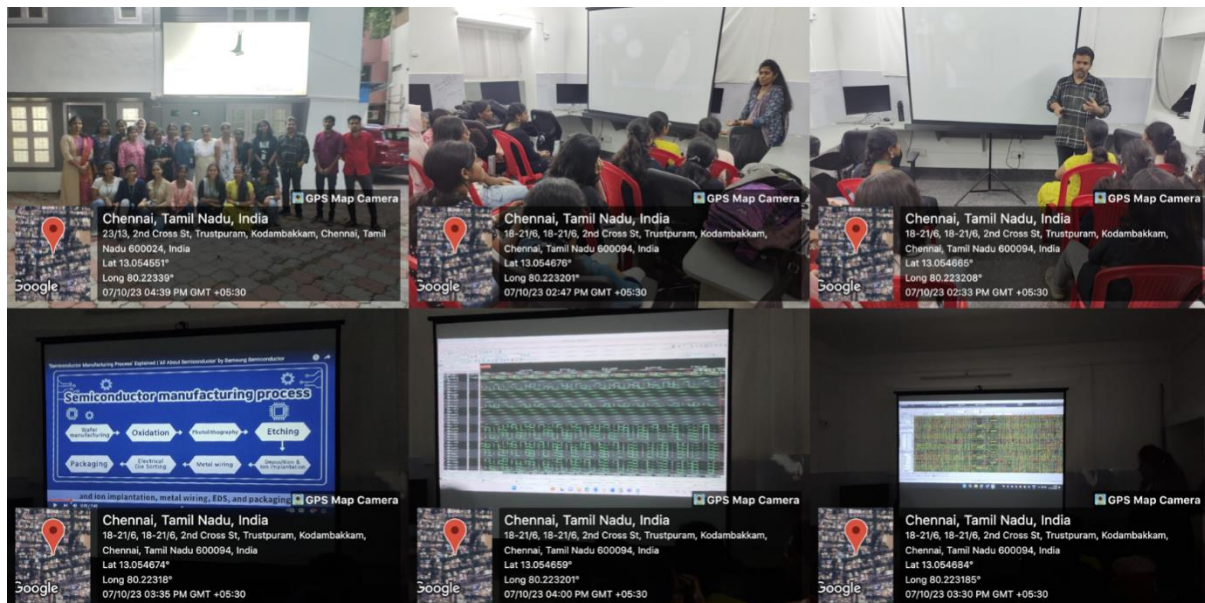 GPS Map Camera
Chennai, Tamil Nadu, India
23/13, 2nd Cross St, Trustpuram, Kodambakkam, Chennai, Tamil
Nadu 600024, India
Lat 13.054551°
Long 80.22339°
07/10/23 04:39 PM GMT +05:30
Google
GPS Map Camera
Chennai, Tamil Nadu, India
18-21/6, 18-21/6, 2nd Cross St, Trustpuram, Kodambakkam,
Chennai, Tamil Nadu 600094, India
Lat 13.054676°
Long 80.223201°
07/10/23 02:47 PM GMT +05:30
Google
GPS Map Camera
Chennai, Tamil Nadu, India
18-21/6, 18-21/6, 2nd Cross St, Trustpuram, Kodambakkam,
Chennai, Tamil Nadu 600094, India
Lat 13.054665°
Long 80.223208°
07/10/23 02:33 PM GMT +05:30
Google
'Semiconductor Manufacturing Process' Explained | 'All About Semiconductor' by Samsung Semiconductor
Semiconductor manufacturing process
Wafer manufacturing
Oxidation
Photolithography
Etching
Packaging
Electrical Die Sorting
Metal wiring
Deposition & Ion Implantation
and ion implantation, metal wiring, EDS, and packaging
GPS Map Camera
Chennai, Tamil Nadu, India
18-21/6, 18-21/6, 2nd Cross St, Trustpuram, Kodambakkam,
Chennai, Tamil Nadu 600094, India
Lat 13.054674°
Long 80.22318°
07/10/23 03:35 PM GMT +05:30
Google
GPS Map Camera
Chennai, Tamil Nadu, India
18-21/6, 18-21/6, 2nd Cross St, Trustpuram, Kodambakkam,
Chennai, Tamil Nadu 600094, India
Lat 13.054659°
Long 80.223201°
07/10/23 04:00 PM GMT +05:30
Google
GPS Map Camera
Chennai, Tamil Nadu, India
18-21/6, 18-21/6, 2nd Cross St, Trustpuram, Kodambakkam,
Chennai, Tamil Nadu 600094, India
Lat 13.054684°
Long 80.223185°
07/10/23 03:30 PM GMT +05:30
Google